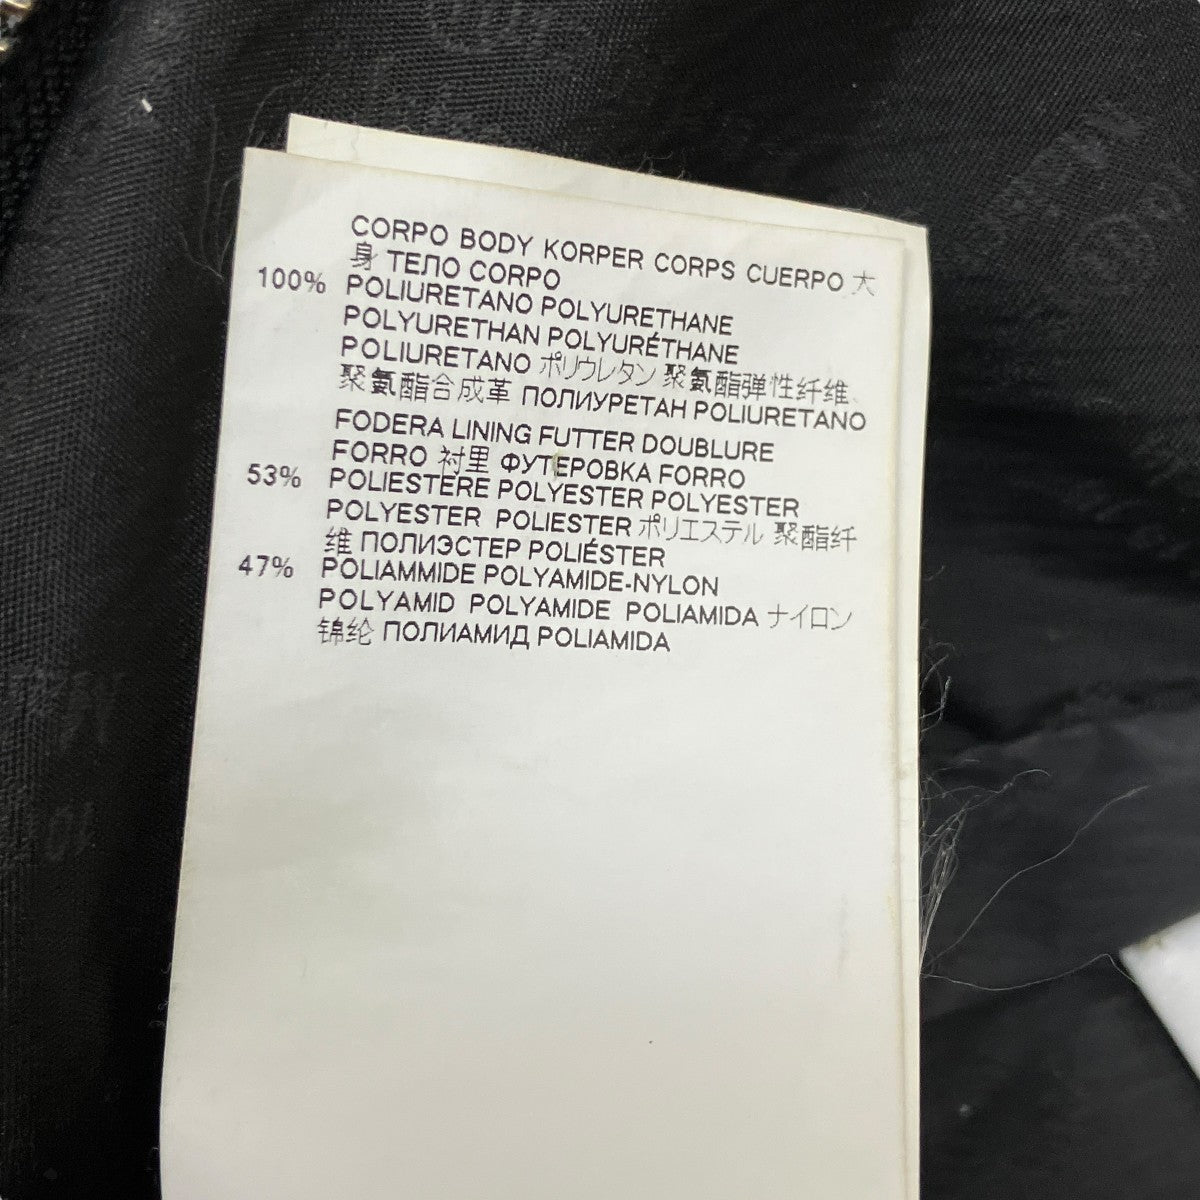 CORPO BODY KORPER CORPS CUERPO 大
身 ТЕЛО CORPO
100% POLIURETANO POLYURETHANE
POLYURETHAN POLYURÉTHANE
POLIURETANO ポリウレタン 聚氨酯弹性纤维、
聚氨酯合成革 ПОЛИУРЕТАН POLIURETANO
FODERA LINING FUTTER DOUBLURE
FORRO 衬里 ФУТЕРОВКА FORRO
53% POLIESTERE POLYESTER POLYESTER
POLYESTER POLIESTER ポリエステル 聚酯纤
维 ПОЛИЭСТЕР POLIÉSTER
47% POLIAMMIDE POLYAMIDE-NYLON
POLYAMID POLYAMIDE POLIAMIDA ナイロン
锦纶 ПОЛИАМИД POLIAMIDA